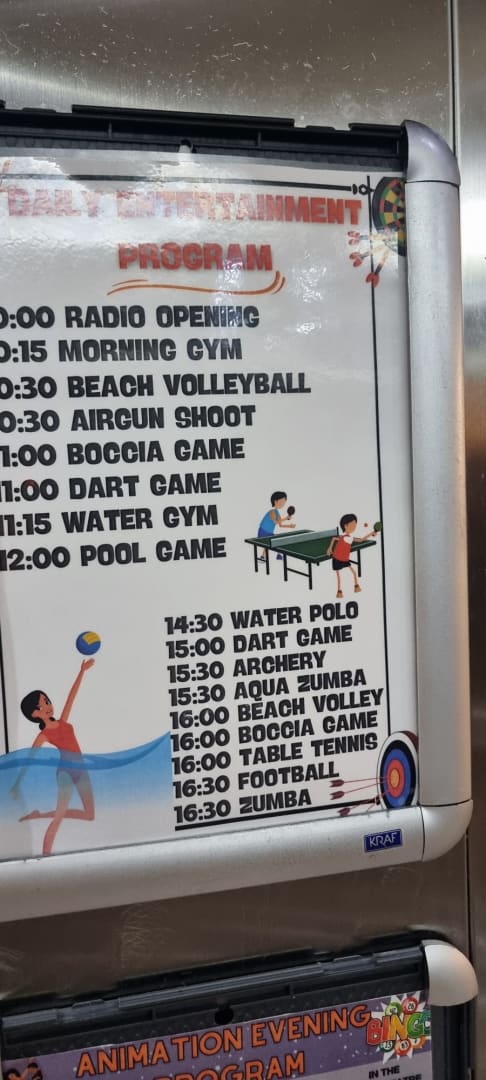 DAILY ENTERTAINMENT
PROGRAM
0:00 RADIO OPENING
0:15 MORNING GYM
0:30 BEACH VOLLEYBALL
0:30 AIRGUN SHOOT
11:00 BOCCIA GAME
11:00 DART GAME
11:15 WATER GYM
12:00 POOL GAME
14:30 WATER POLO
15:00 DART GAME
15:30 ARCHERY
15:30 AQUA ZUMBA
16:00 BEACH VOLLEY
16:00 BOCCIA GAME
16:00 TABLE TENNIS
16:30 FOOTBALL
16:30 ZUMBA
KRAF
ANIMATION EVENING
PROGRAM
BINGO
IN THE